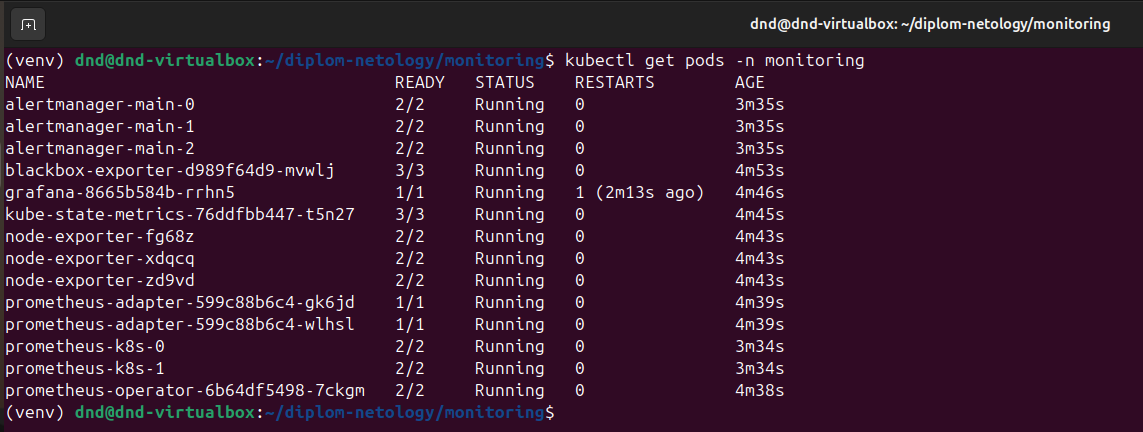 dnd@dnd-virtualbox: ~/diplom-netology/monitoring
(venv) dnd@dnd-virtualbox:~/diplom-netology/monitoring$ kubectl get pods -n monitoring
NAME READY STATUS RESTARTS AGE
alertmanager-main-0 2/2 Running 0 3m35s
alertmanager-main-1 2/2 Running 0 3m35s
alertmanager-main-2 2/2 Running 0 3m35s
blackbox-exporter-d989f64d9-mvwlj 3/3 Running 0 4m53s
grafana-8665b584b-rrhn5 1/1 Running 1 (2m13s ago) 4m46s
kube-state-metrics-76ddfbb447-t5n27 3/3 Running 0 4m45s
node-exporter-fg68z 2/2 Running 0 4m43s
node-exporter-xdqcq 2/2 Running 0 4m43s
node-exporter-zd9vd 2/2 Running 0 4m43s
prometheus-adapter-599c88b6c4-gk6jd 1/1 Running 0 4m39s
prometheus-adapter-599c88b6c4-wlhsl 1/1 Running 0 4m39s
prometheus-k8s-0 2/2 Running 0 3m34s
prometheus-k8s-1 2/2 Running 0 3m34s
prometheus-operator-6b64df5498-7ckgm 2/2 Running 0 4m38s
(venv) dnd@dnd-virtualbox:~/diplom-netology/monitoring$